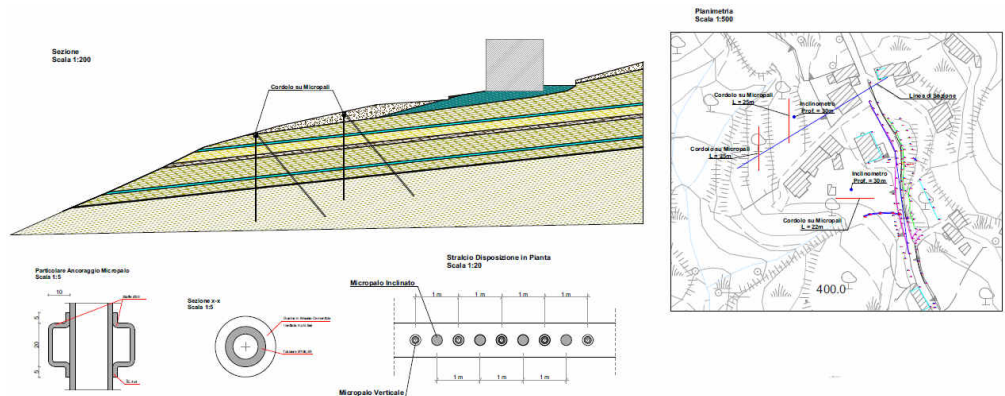 Sezione
Scala 1:200
Cordolo su Micropali
Planimetria
Scala 1:500
Cordolo su Micropali
L = 25m
Inclinometro
Prof. = 30m
Linea di Sezione
Cordolo su Micropali
L = 25m
Inclinometro
Prof. = 30m
Cordolo su Micropali
L = 22m
400.0
Particolare Ancoraggio Micropalo
Scala 1:5
10
5
20
5
Sezione x-x
Scala 1:5
Stralcio Disposizione in Pianta
Scala 1:20
Micropalo Inclinato
1 m
1 m
1 m
1 m
1 m
1 m
1 m
Micropalo Verticale